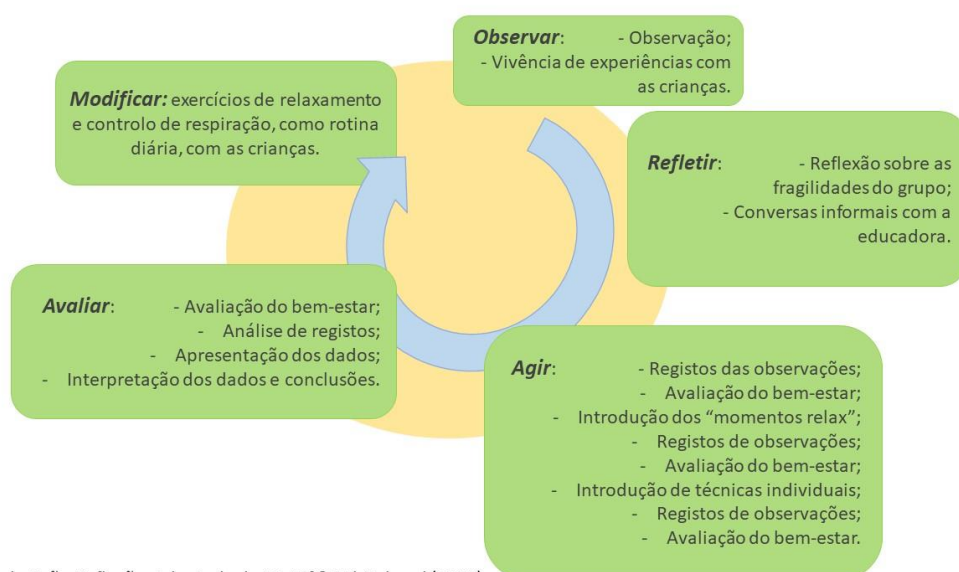 Observar: - Observação;
- Vivência de experiências com
as crianças.
Refletir: - Reflexão sobre as
fragilidades do grupo;
- Conversas informais com a
educadora.
Agir: - Registos das observações;
- Avaliação do bem-estar;
- Introdução dos “momentos relax”;
- Registos de observações;
- Avaliação do bem-estar;
- Introdução de técnicas individuais;
- Registos de observações;
- Avaliação do bem-estar.
Avaliar: - Avaliação do bem-estar;
- Análise de registos;
- Apresentação dos dados;
- Interpretação dos dados e conclusões.
Modificar: exercícios de relaxamento
e controlo de respiração, como rotina
diária, com as crianças.